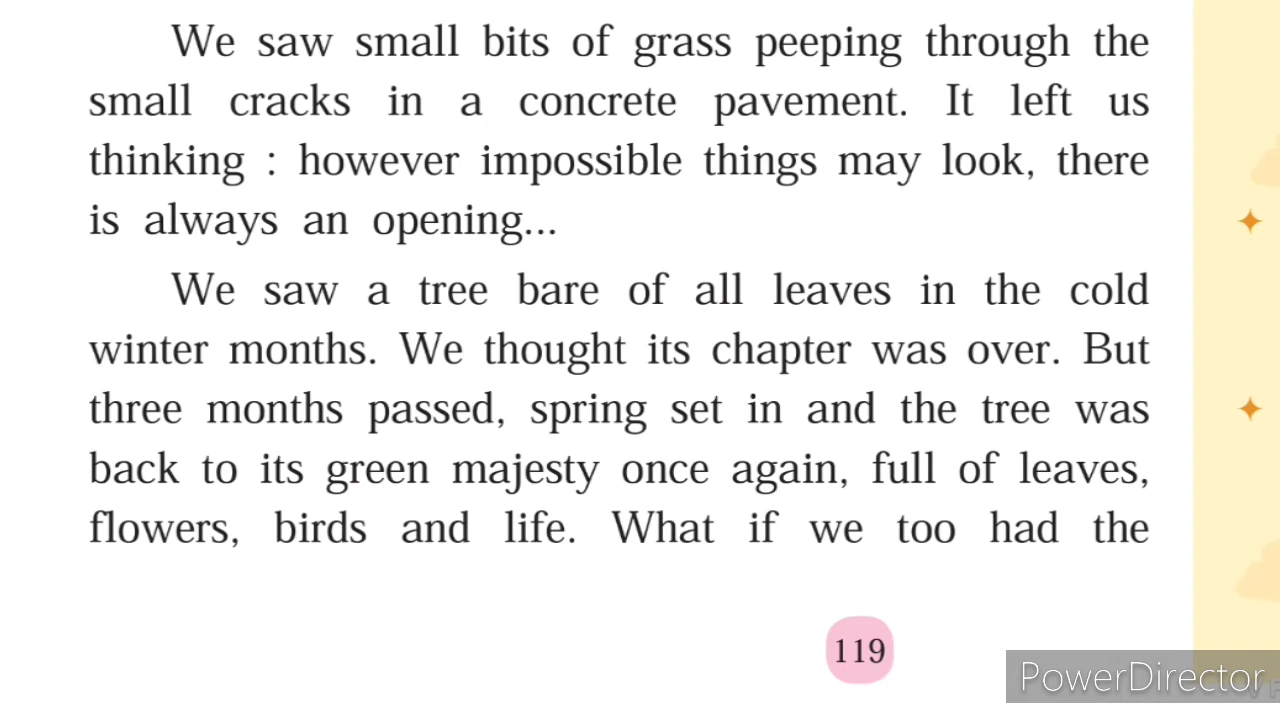 We saw small bits of grass peeping through the
small cracks in a concrete pavement. It left us
thinking : however impossible things may look, there
is always an opening...
We saw a tree bare of all leaves in the cold
winter months. We thought its chapter was over. But
three months passed, spring set in and the tree was
back to its green majesty once again, full of leaves,
flowers, birds and life. What if we too had the
119
PowerDirector